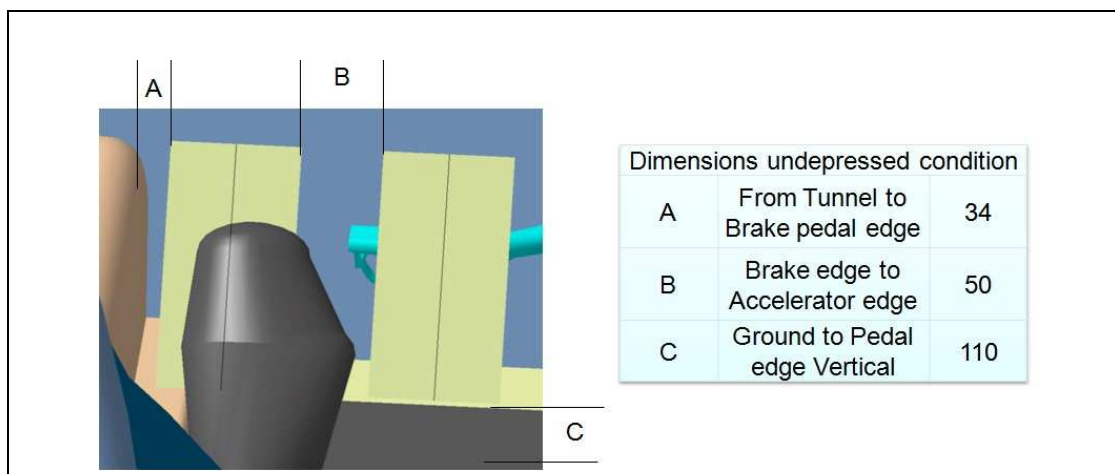 A
B
C
Dimensions undepressed condition
A
From Tunnel to
Brake pedal edge
34
B
Brake edge to
Accelerator edge
50
C
Ground to Pedal
edge Vertical
110